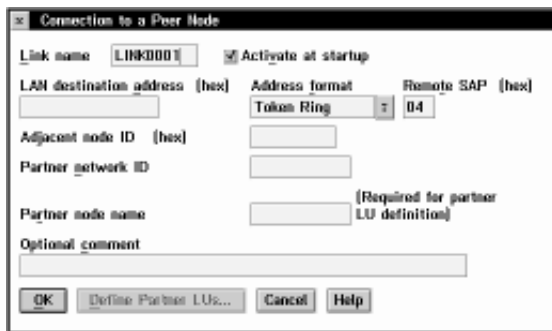 Connection to a Peer Node
Link name LINK0001 Activate at startup
LAN destination address (hex) Address format Remote SAP (hex)
Token Ring 04
Adjacent node ID (hex)
Partner network ID
(Required for partner
Partner node name LU definition)
Optional comment
OK Define Partner LUs... Cancel Help